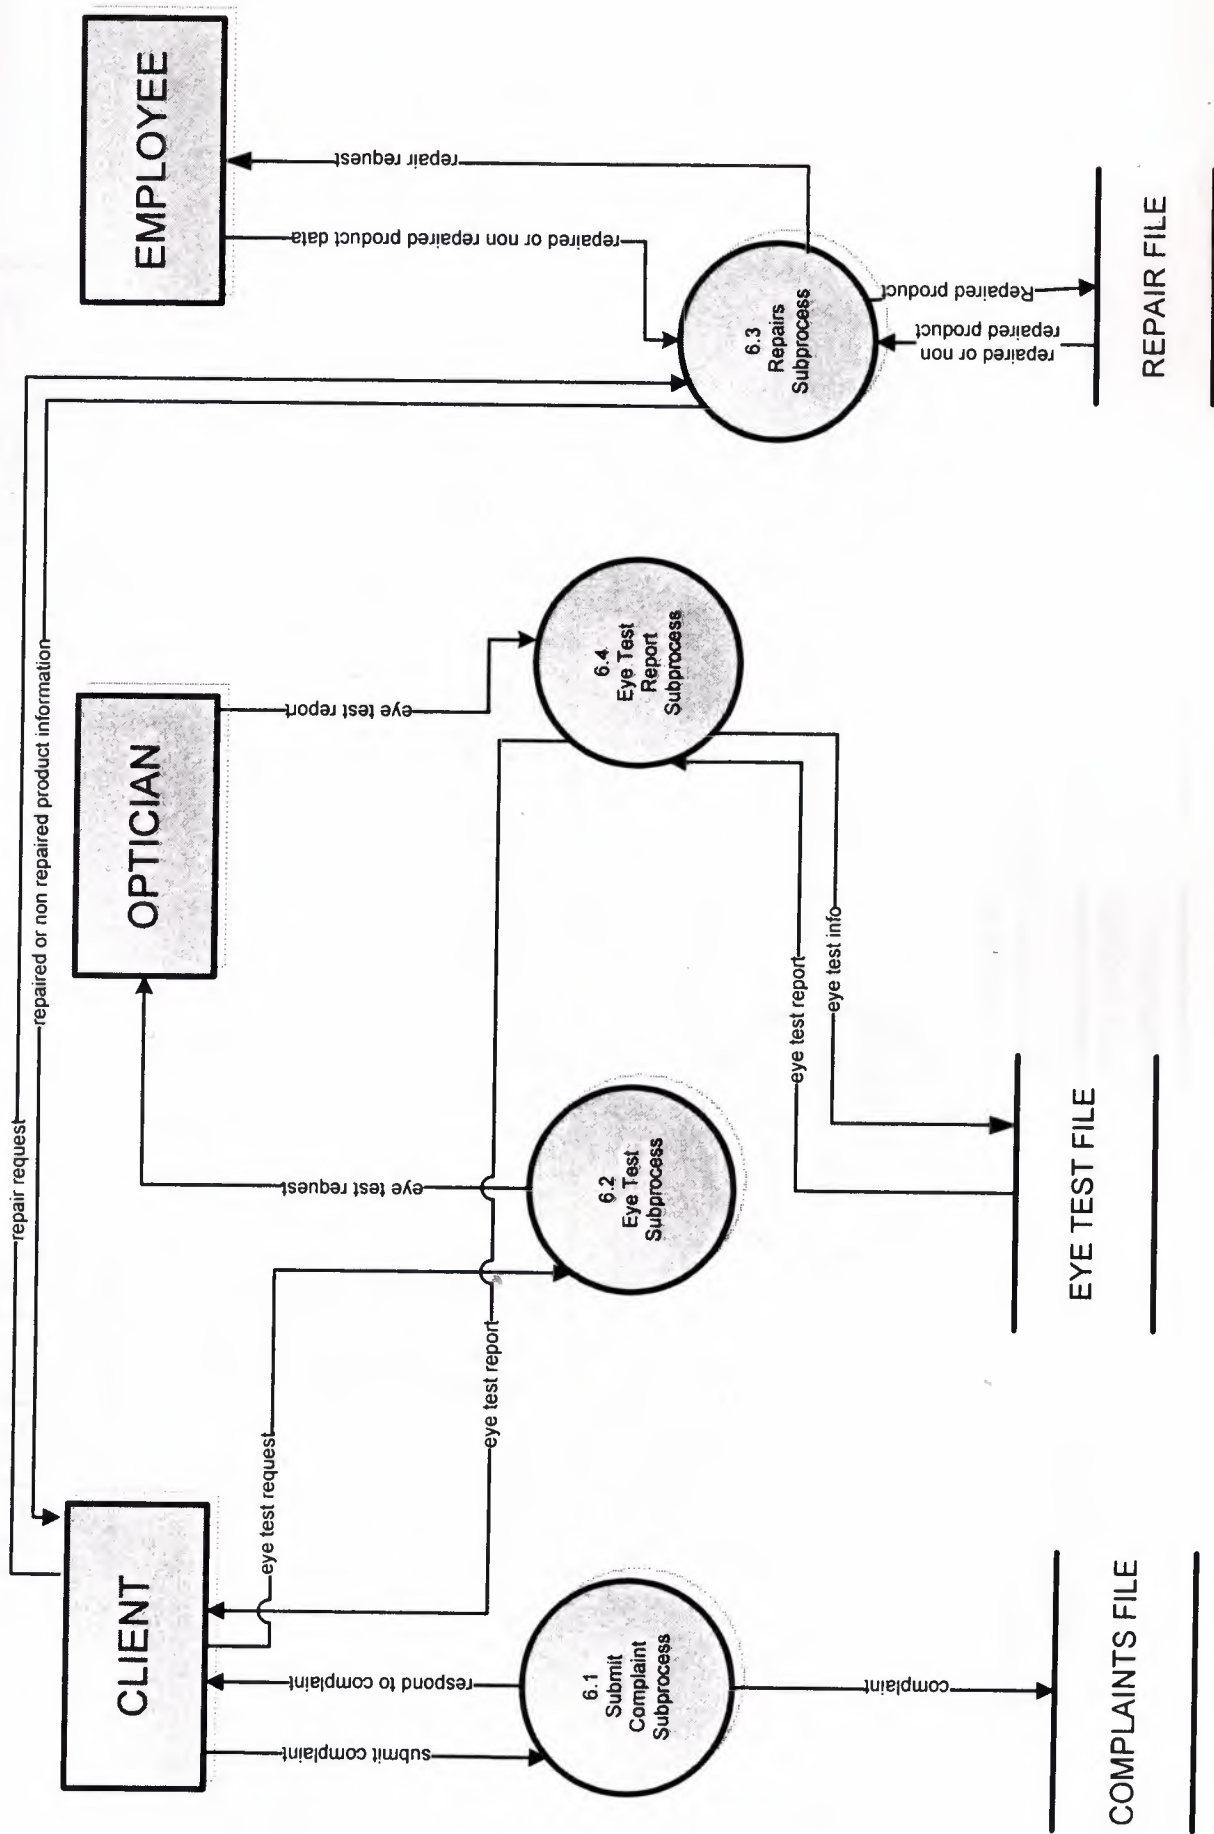 repair request
repaired or non repaired product information
CLIENT
OPTICIAN
EMPLOYEE
submit complaint
respond to complaint
eye test request
eye test report
eye test request
eye test report
repaired or non repaired product data
repair request
6.1
Submit
Complaint
Subprocess
6.2
Eye Test
Subprocess
6.4
Eye Test
Report
Subprocess
6.3
Repairs
Subprocess
complaint
eye test report
eye test info
repaired or non
repaired product
Repaired product
COMPLAINTS FILE
EYE TEST FILE
REPAIR FILE